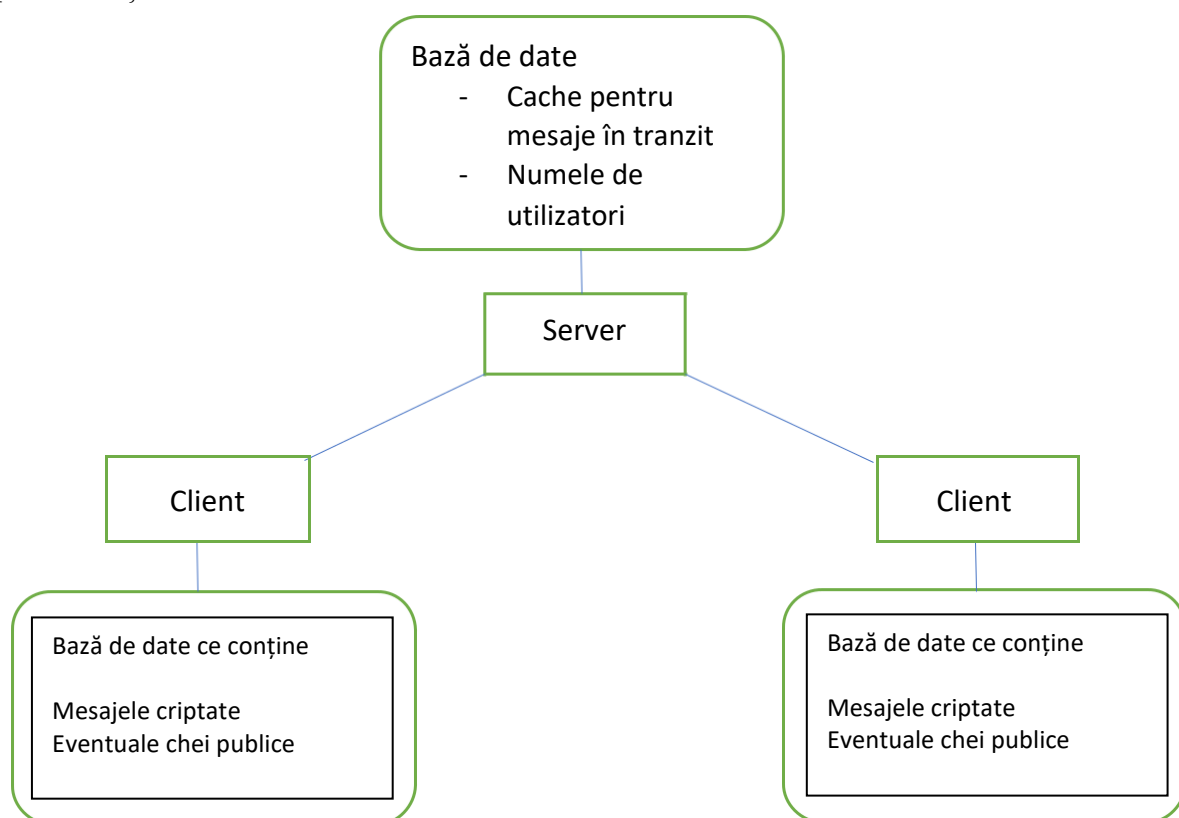 Bază de date
- Cache pentru
mesaje în tranzit
- Numele de
utilizatori
Server
Client
Client
Bază de date ce conține
Mesajele criptate
Eventuale chei publice
Bază de date ce conține
Mesajele criptate
Eventuale chei publice